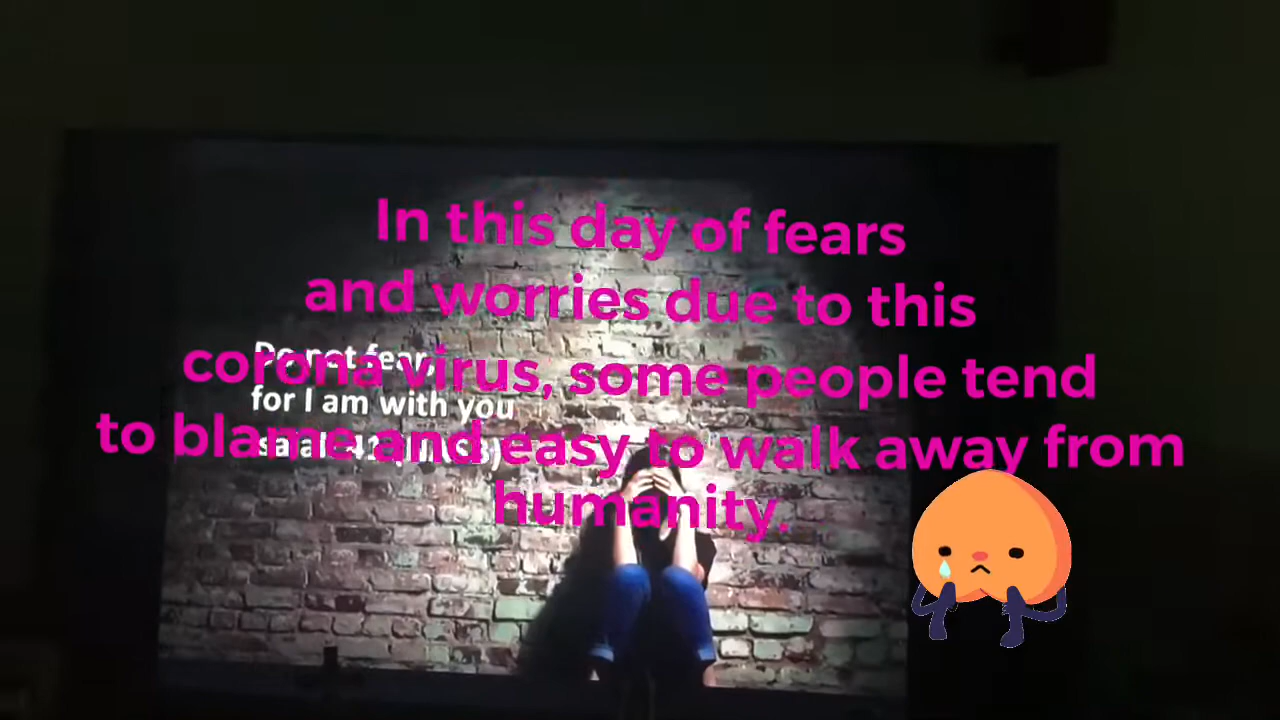 In this day of fears
and worries due to this
corona virus, some people tend
to blame and easy to walk away from
humanity.
Do not fear,
for I am with you